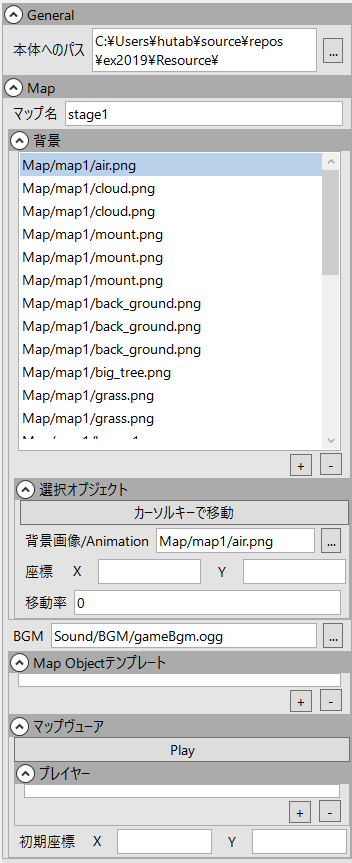 General
本体へのパス
C:¥Users¥hutab¥source¥repos
¥ex2019¥Resource¥
...
Map
マップ名 stage1
背景
Map/map1/air.png
Map/map1/cloud.png
Map/map1/cloud.png
Map/map1/mount.png
Map/map1/mount.png
Map/map1/mount.png
Map/map1/back_ground.png
Map/map1/back_ground.png
Map/map1/back_ground.png
Map/map1/big_tree.png
Map/map1/grass.png
Map/map1/grass.png
+ -
選択オブジェクト
カーソルキーで移動
背景画像/Animation Map/map1/air.png ...
座標 X Y
移動率 0
BGM Sound/BGM/gameBgm.ogg ...
Map Objectテンプレート
+ -
マップヴューア
Play
プレイヤー
+ -
初期座標 X Y